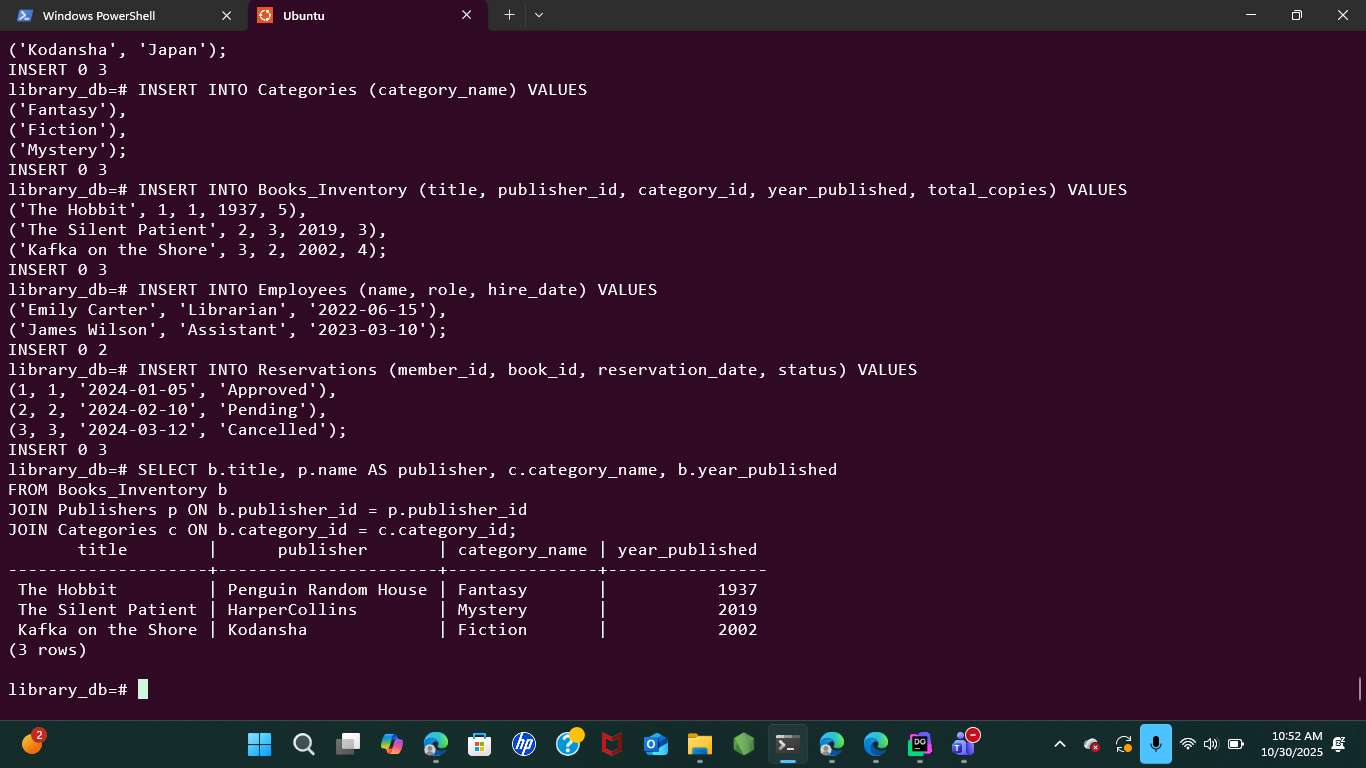 Windows PowerShell
Ubuntu
('Kodansha', 'Japan');
INSERT 0 3
library_db=# INSERT INTO Categories (category_name) VALUES
('Fantasy'),
('Fiction'),
('Mystery');
INSERT 0 3
library_db=# INSERT INTO Books_Inventory (title, publisher_id, category_id, year_published, total_copies) VALUES
('The Hobbit', 1, 1, 1937, 5),
('The Silent Patient', 2, 3, 2019, 3),
('Kafka on the Shore', 3, 2, 2002, 4);
INSERT 0 3
library_db=# INSERT INTO Employees (name, role, hire_date) VALUES
('Emily Carter', 'Librarian', '2022-06-15'),
('James Wilson', 'Assistant', '2023-03-10');
INSERT 0 2
library_db=# INSERT INTO Reservations (member_id, book_id, reservation_date, status) VALUES
(1, 1, '2024-01-05', 'Approved'),
(2, 2, '2024-02-10', 'Pending'),
(3, 3, '2024-03-12', 'Cancelled');
INSERT 0 3
library_db=# SELECT b.title, p.name AS publisher, c.category_name, b.year_published
FROM Books_Inventory b
JOIN Publishers p ON b.publisher_id = p.publisher_id
JOIN Categories c ON b.category_id = c.category_id;
       title        |      publisher       | category_name | year_published
--------------------+----------------------+---------------+----------------
 The Hobbit         | Penguin Random House | Fantasy       |           1937
 The Silent Patient | HarperCollins        | Mystery       |           2019
 Kafka on the Shore | Kodansha             | Fiction       |           2002
(3 rows)
library_db=#
2
hp
?
O
DG
T
10:52 AM
10/30/2025